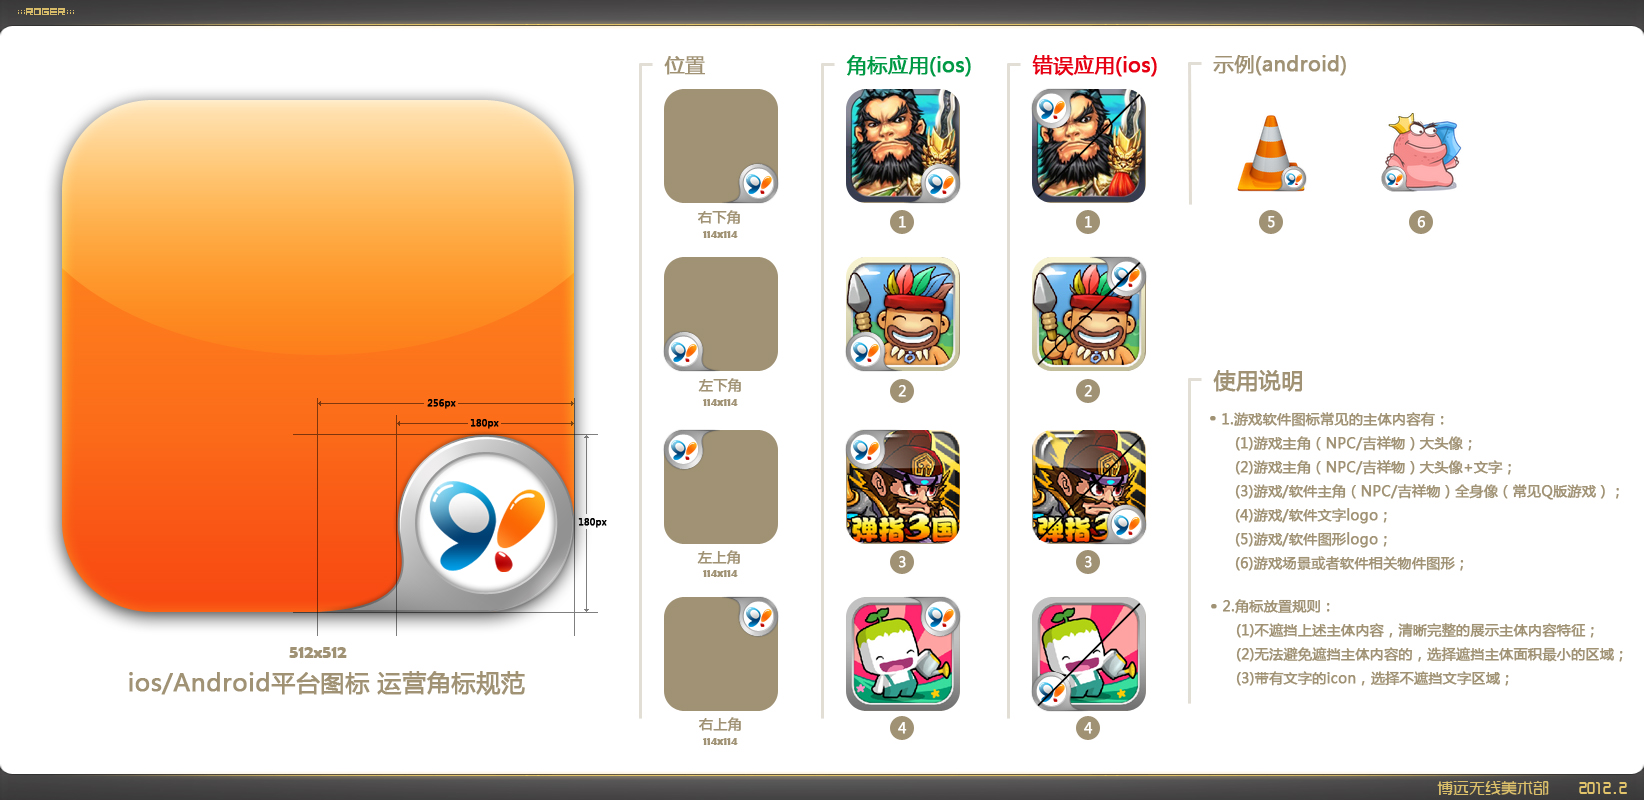 :::ROGER:::
256px
180px
180px
512x512
ios/Android平台图标 运营角标规范
位置
右下角
114x114
左下角
114x114
左上角
114x114
右上角
114x114
角标应用(ios)
1
2
弹指3国
3
4
错误应用(ios)
1
2
弹指3
3
4
示例(android)
5
6
使用说明
• 1.游戏软件图标常见的主体内容有：
(1)游戏主角（NPC/吉祥物）大头像；
(2)游戏主角（NPC/吉祥物）大头像+文字；
(3)游戏/软件主角（NPC/吉祥物）全身像（常见Q版游戏）；
(4)游戏/软件文字logo；
(5)游戏/软件图形logo；
(6)游戏场景或者软件相关物件图形；
• 2.角标放置规则：
(1)不遮挡上述主体内容，清晰完整的展示主体内容特征；
(2)无法避免遮挡主体内容的，选择遮挡主体面积最小的区域；
(3)带有文字的icon，选择不遮挡文字区域；
博远无线美术部 2012.2